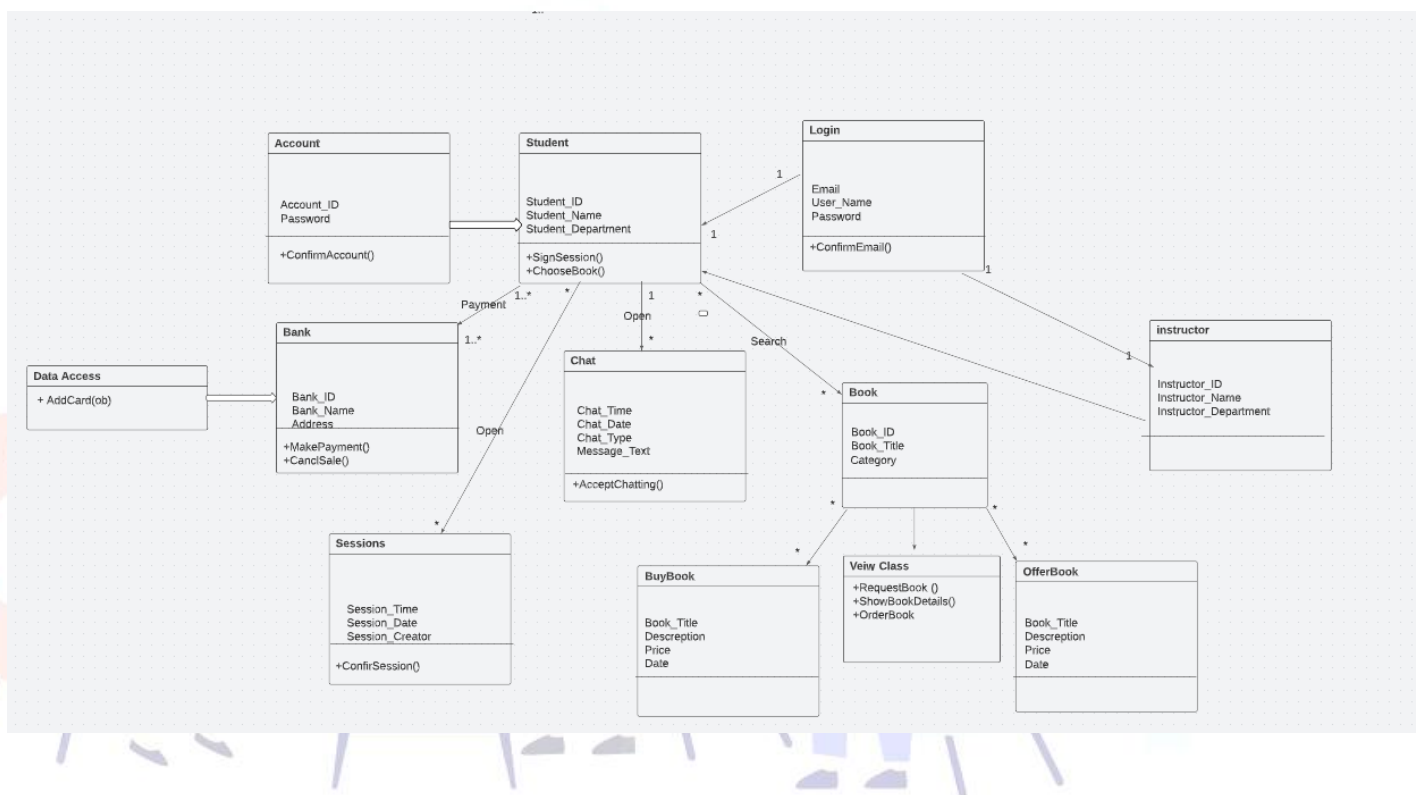 1..
Account
Account_ID
Password
+ConfirmAccount()
Student
Student_ID
Student_Name
Student_Department
+SignSession()
+ChooseBook()
Login
Email
User_Name
Password
+ConfirmEmail()
1
1
1
1
instructor
Instructor_ID
Instructor_Name
Instructor_Department
Payment
1..*
1..*
*
Open
*
1
Open
*
*
Search
*
Bank
Bank_ID
Bank_Name
Address
+MakePayment()
+CanclSale()
Data Access
+ AddCard(ob)
Chat
Chat_Time
Chat_Date
Chat_Type
Message_Text
+AcceptChatting()
Book
Book_ID
Book_Title
Category
*
*
*
*
Sessions
Session_Time
Session_Date
Session_Creator
+ConfirSession()
BuyBook
Book_Title
Descreption
Price
Date
Veiw Class
+RequestBook ()
+ShowBookDetails()
+OrderBook
OfferBook
Book_Title
Descreption
Price
Date